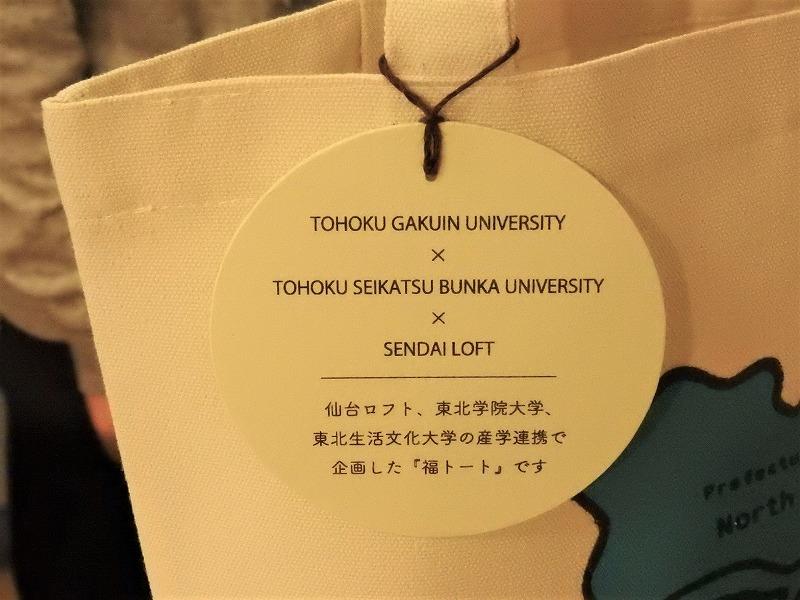 TOHOKU GAKUIN UNIVERSITY
×
TOHOKU SEIKATSU BUNKA UNIVERSITY
×
SENDAI LOFT
仙台ロフト、東北学院大学、
東北生活文化大学の産学連携で
企画した『福トート』です
North